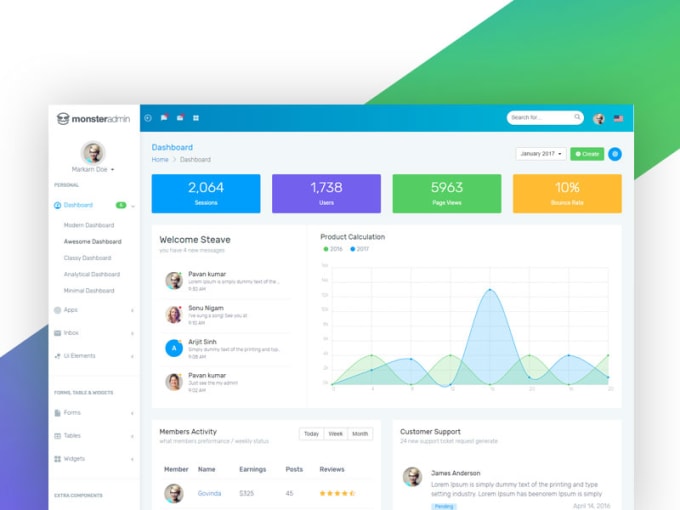 monsteradmin
Search for...
Markarn Doe
PERSONAL
Dashboard
Modern Dashboard
Awesome Dashboard
Classy Dashboard
Analytical Dashboard
Minimal Dashboard
Apps
Inbox
Ui Elements
FORMS, TABLE & WIDGETS
Forms
Tables
Widgets
EXTRA COMPONENTS
Dashboard
Home > Dashboard
January 2017
Create
2,064
Sessions
1,738
Users
5963
Page Views
10%
Bounce Rate
Welcome Steave
you have 4 new messages
Pavan kumar
Lorem Ipsum is simply dummy text of the...
9:30 AM
Sonu Nigam
I've sung a song! See you at
9:10 AM
A
Arijit Sinh
Simply dummy text of the printing and typ...
9:08 AM
Pavan kumar
Just see the my admin!
9:02 AM
Product Calculation
2016 2017
Members Activity
what members preformance / weekly status
Today Week Month
Member Name Earnings Posts Reviews
Govinda $325 45
Customer Support
24 new support ticket request generate
James Anderson
Lorem Ipsum is simply dummy text of the printing and type
setting industry. Lorem Ipsum is an industry's simply
Pending April 14, 2016